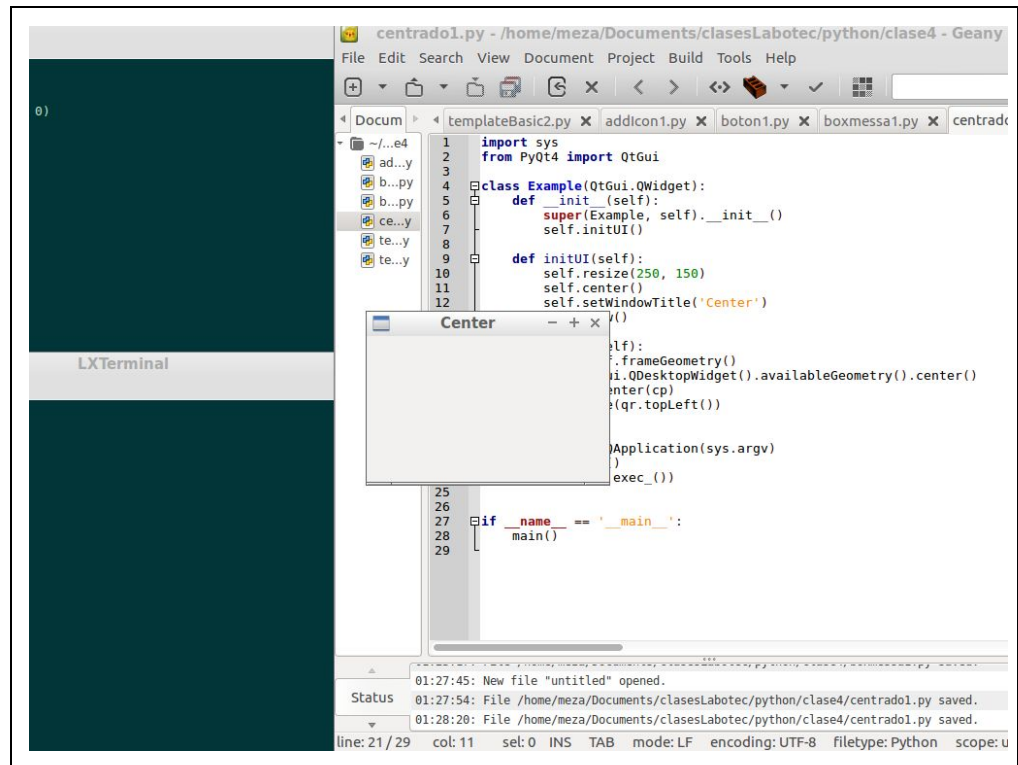 centrado1.py - /home/meza/Documents/clasesLabotec/python/clase4 - Geany
File Edit Search View Document Project Build Tools Help
0)
Docum
templateBasic2.py addIcon1.py boton1.py boxmessa1.py centrado
~/...e4
ad...y
b...py
b...py
ce...y
te...y
te...y
1 import sys
2 from PyQt4 import QtGui
3
4 class Example(QtGui.QWidget):
5 def __init__(self):
6 super(Example, self).__init__()
7 self.initUI()
8
9 def initUI(self):
10 self.resize(250, 150)
11 self.center()
12 self.setWindowTitle('Center')
Center
()
elf):
.frameGeometry()
ui.QDesktopWidget().availableGeometry().center()
enter(cp)
e(qr.topLeft())
QApplication(sys.argv)
()
exec_())
25
26
27 if __name__ == '__main__':
28 main()
29
LXTerminal
01:27:45: New file "untitled" opened.
Status
01:27:54: File /home/meza/Documents/clasesLabotec/python/clase4/centrado1.py saved.
01:28:20: File /home/meza/Documents/clasesLabotec/python/clase4/centrado1.py saved.
line: 21 / 29 col: 11 sel: 0 INS TAB mode: LF encoding: UTF-8 filetype: Python scope: u